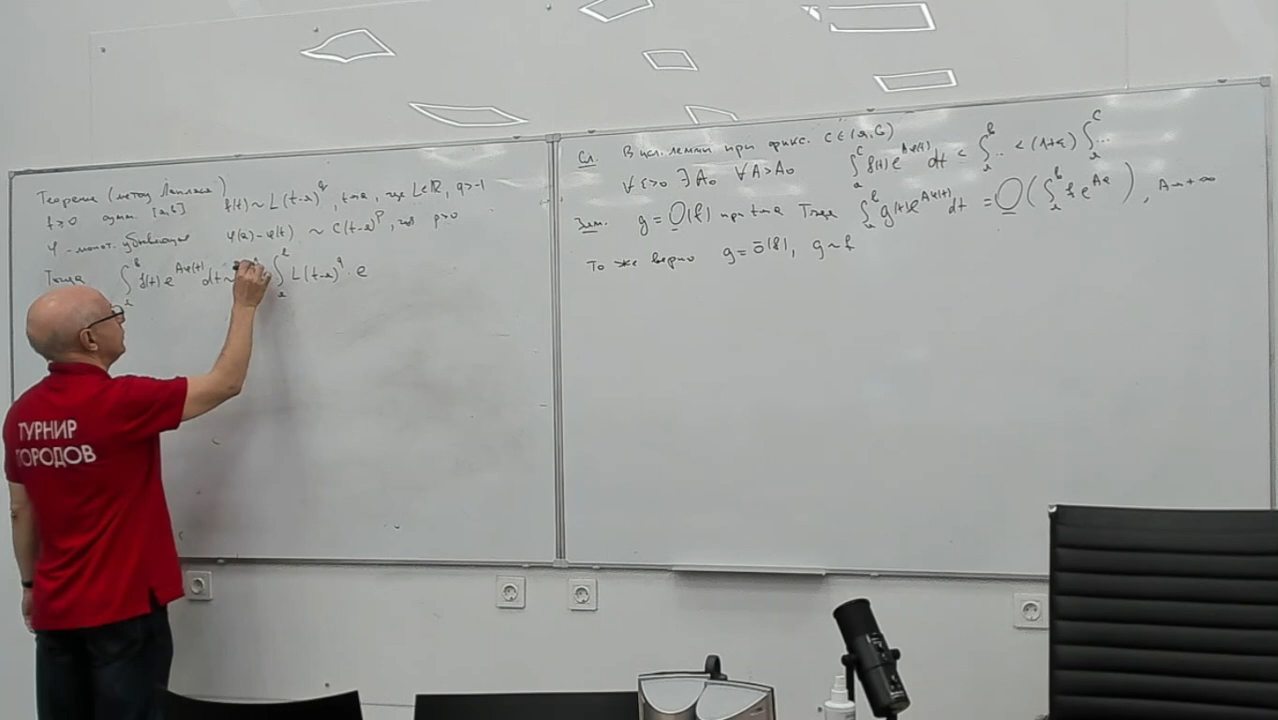 Теорема (метод Лапласа)
f>0 [a,b] f(t) ~ L(t-a)^q, t→a, где L∈ℝ, q>-1
φ - монот. убывающая φ(a)-φ(t) ~ c(t-a)^p, p>0
Тогда ∫_a^b f(t)e^{Aφ(t)} dt ~ ∫_a^b L(t-a)^q · e
Сл. В усл. леммы при фикс. c∈(a,b)
∀ε>0 ∃A₀ ∀A>A₀ ∫_a^c f(t)e^{Aφ(t)} dt < ∫_a^b .. < (1+ε) ∫_a^c ...
Зам. g = O(f) при t→a Тогда ∫_a^b g(t)e^{Aφ(t)} dt = O(∫_a^b f e^{Aφ}), A→+∞
То же верно g = ō(f), g~f
ТУРНИР
ГОРОДОВ